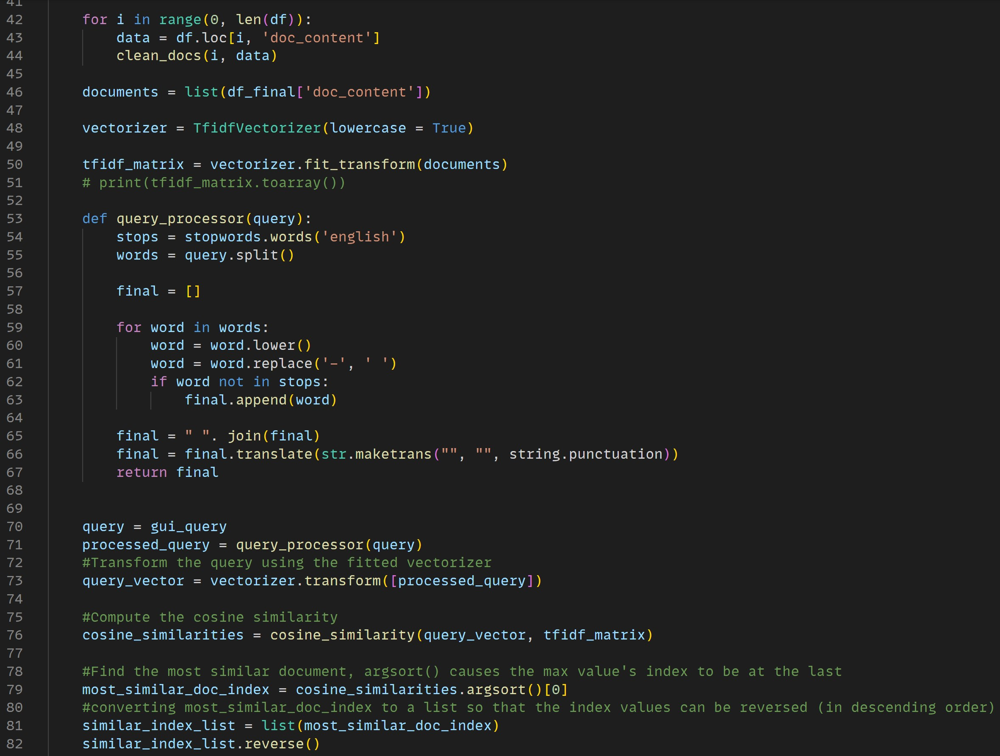 41
42 for i in range(0, len(df)):
43 data = df.loc[i, 'doc_content']
44 clean_docs(i, data)
45
46 documents = list(df_final['doc_content'])
47
48 vectorizer = TfidfVectorizer(lowercase = True)
49
50 tfidf_matrix = vectorizer.fit_transform(documents)
51 # print(tfidf_matrix.toarray())
52
53 def query_processor(query):
54 stops = stopwords.words('english')
55 words = query.split()
56
57 final = []
58
59 for word in words:
60 word = word.lower()
61 word = word.replace('-', ' ')
62 if word not in stops:
63 final.append(word)
64
65 final = " ". join(final)
66 final = final.translate(str.maketrans("", "", string.punctuation))
67 return final
68
69
70 query = gui_query
71 processed_query = query_processor(query)
72 #Transform the query using the fitted vectorizer
73 query_vector = vectorizer.transform([processed_query])
74
75 #Compute the cosine similarity
76 cosine_similarities = cosine_similarity(query_vector, tfidf_matrix)
77
78 #Find the most similar document, argsort() causes the max value's index to be at the last
79 most_similar_doc_index = cosine_similarities.argsort()[0]
80 #converting most_similar_doc_index to a list so that the index values can be reversed (in descending order)
81 similar_index_list = list(most_similar_doc_index)
82 similar_index_list.reverse()